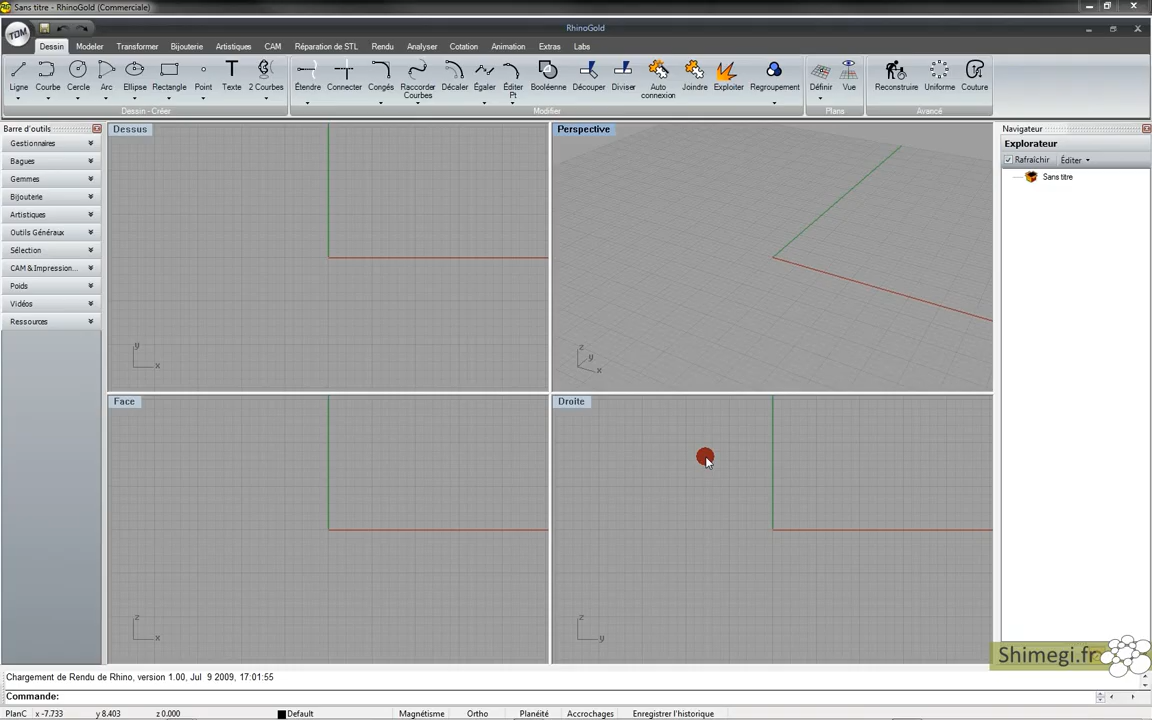 Sans titre - RhinoGold (Commerciale)
TDM
RhinoGold
Dessin Modeler Transformer Bijouterie Artistiques CAM Réparation de STL Rendu Analyser Cotation Animation Extras Labs
Ligne Courbe Cercle Arc Ellipse Rectangle Point Texte 2 Courbes Étendre Connecter Congés Raccorder Courbes Décaler Égaler Éditer Pt Booléenne Découper Diviser Auto connexion Joindre Exploiter Regroupement Définir Vue Reconstruire Uniforme Couture
Dessin - Créer Modifier Plans Avancé
Barre d'outils
Gestionnaires
Bagues
Gemmes
Bijouterie
Artistiques
Outils Généraux
Sélection
CAM & Impression...
Poids
Vidéos
Ressources
Dessus
y
x
Perspective
z
y
x
Face
z
x
Droite
z
y
Navigateur
Explorateur
Rafraîchir Éditer
Sans titre
Shimegi.fr
Chargement de Rendu de Rhino, version 1.00, Jul 9 2009, 17:01:55
Commande:
PlanC x -7.733 y 8.403 z 0.000 Default Magnétisme Ortho Planéité Accrochages Enregistrer l'historique